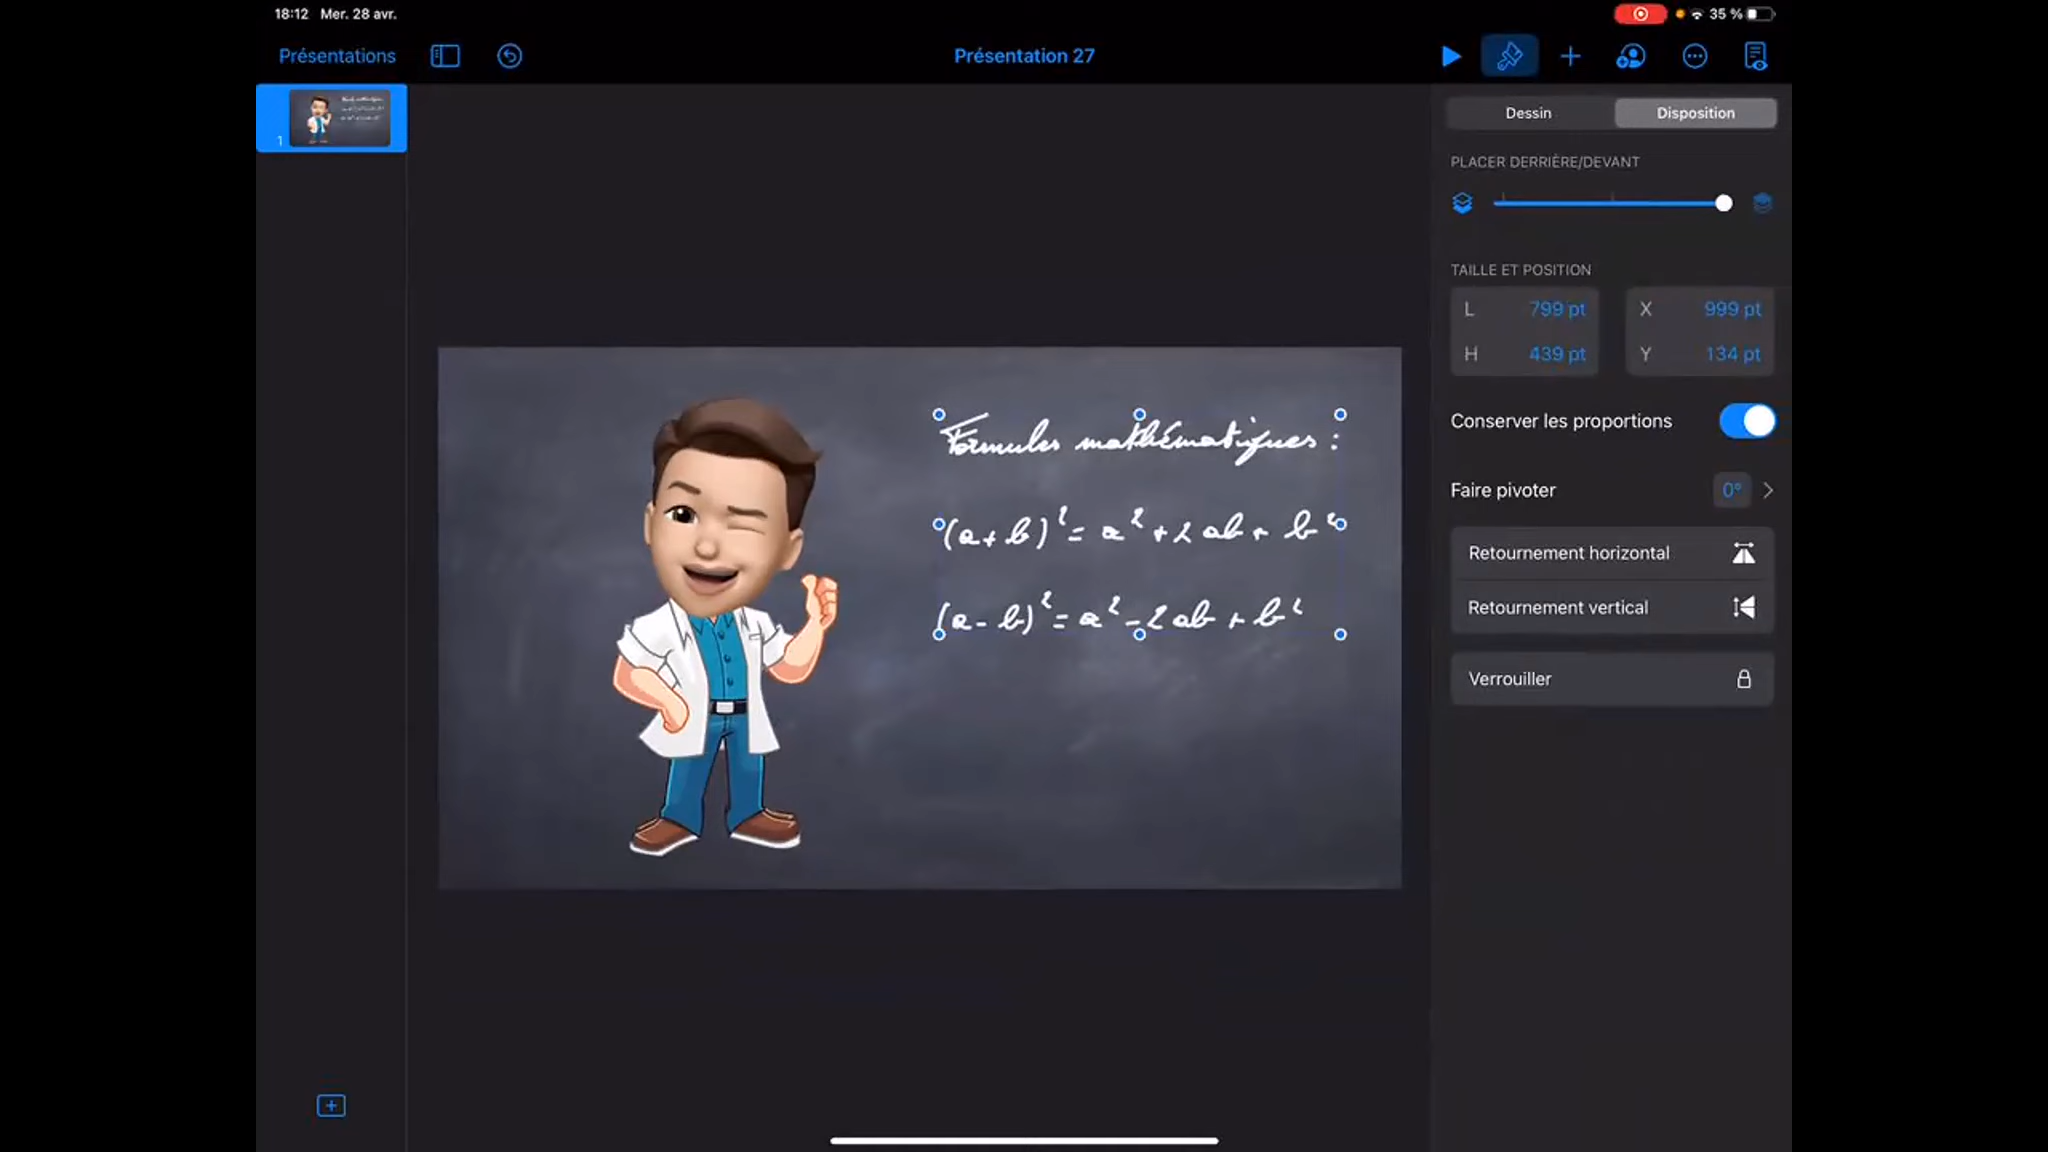 18:12 Mer. 28 avr.
35 %
Présentations
Présentation 27
1
Dessin
Disposition
PLACER DERRIÈRE/DEVANT
TAILLE ET POSITION
L 799 pt
X 999 pt
H 439 pt
Y 134 pt
Conserver les proportions
Faire pivoter 0°
Retournement horizontal
Retournement vertical
Verrouiller
Formules mathématiques :
(a+b)²= a²+2ab+b²
(a-b)²= a²-2ab+b²